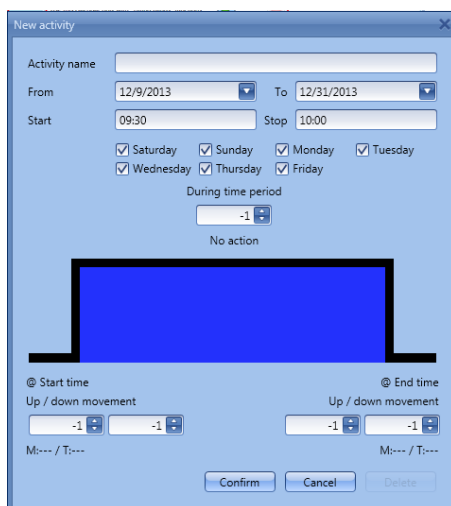 New activity
Activity name
From 12/9/2013 To 12/31/2013
Start 09:30 Stop 10:00
Saturday Sunday Monday Tuesday
Wednesday Thursday Friday
During time period
-1
No action
@ Start time @ End time
Up / down movement Up / down movement
-1 -1 -1 -1
M:--- / T:--- M:--- / T:---
Confirm Cancel Delete